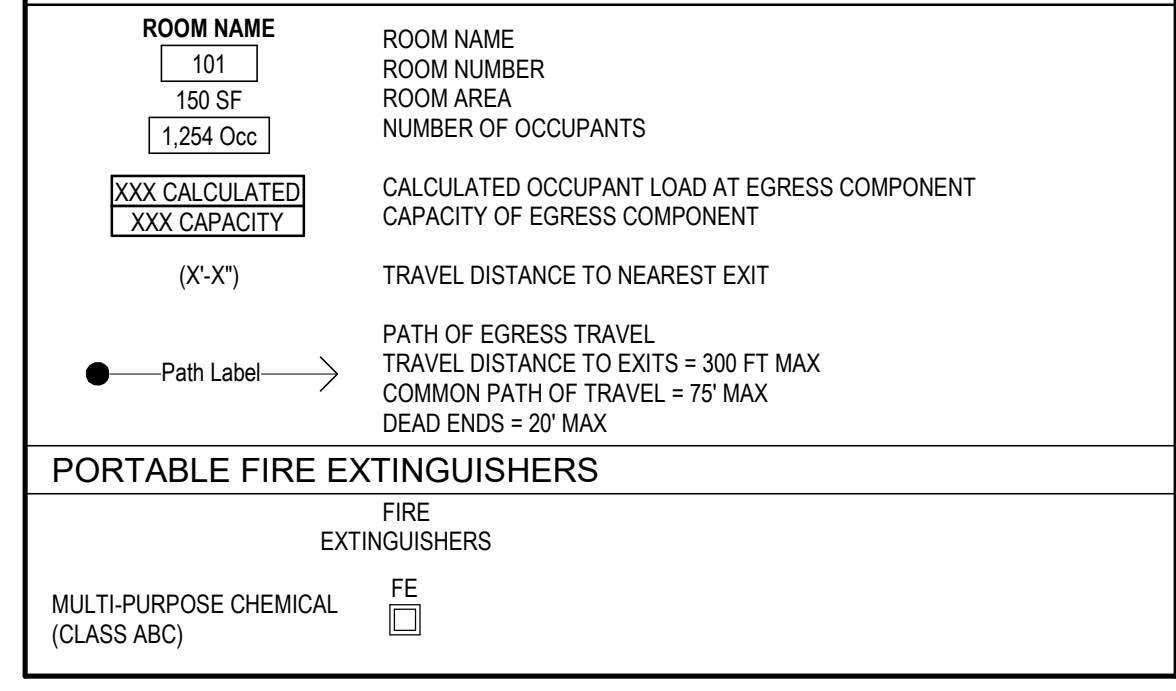 ROOM NAME
ROOM NAME
101
ROOM NUMBER
150 SF
ROOM AREA
1,254 Occ
NUMBER OF OCCUPANTS
XXX CALCULATED
CALCULATED OCCUPANT LOAD AT EGRESS COMPONENT
XXX CAPACITY
CAPACITY OF EGRESS COMPONENT
(X'-X")
TRAVEL DISTANCE TO NEAREST EXIT
Path Label
PATH OF EGRESS TRAVEL
TRAVEL DISTANCE TO EXITS = 300 FT MAX
COMMON PATH OF TRAVEL = 75' MAX
DEAD ENDS = 20' MAX
PORTABLE FIRE EXTINGUISHERS
FIRE
EXTINGUISHERS
MULTI-PURPOSE CHEMICAL
(CLASS ABC)
FE